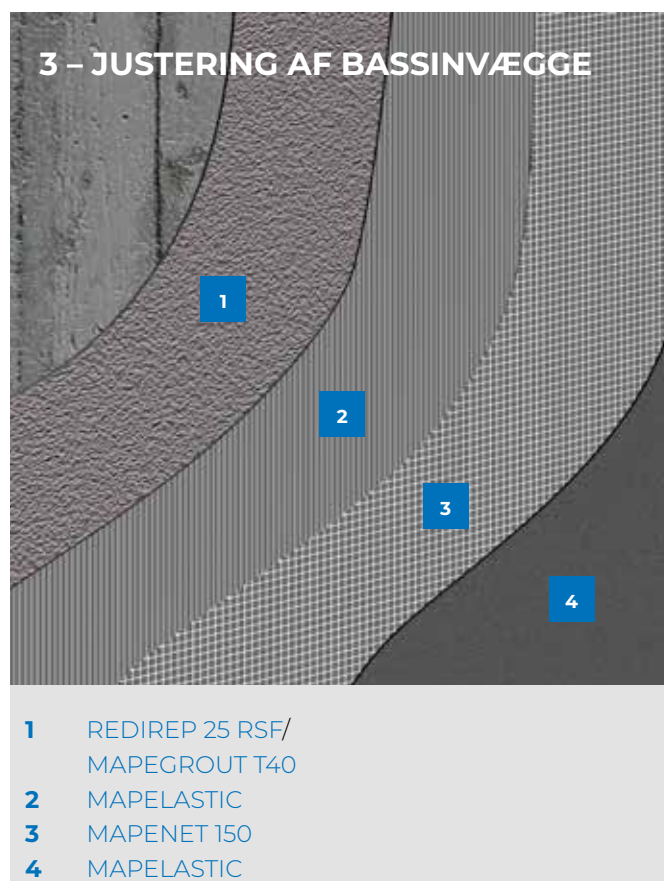 3 – JUSTERING AF BASSINVÆGGE
1
2
3
4
1 REDIREP 25 RSF/
MAPEGROUT T40
2 MAPELASTIC
3 MAPENET 150
4 MAPELASTIC